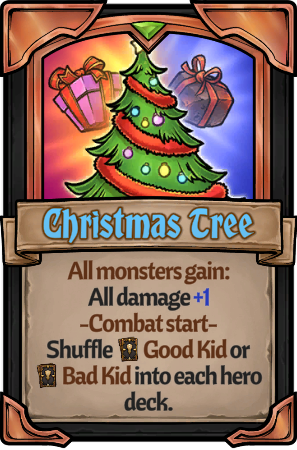 Christmas Tree
All monsters gain:
All damage +1
-Combat start-
Shuffle Good Kid or
Bad Kid into each hero
deck.